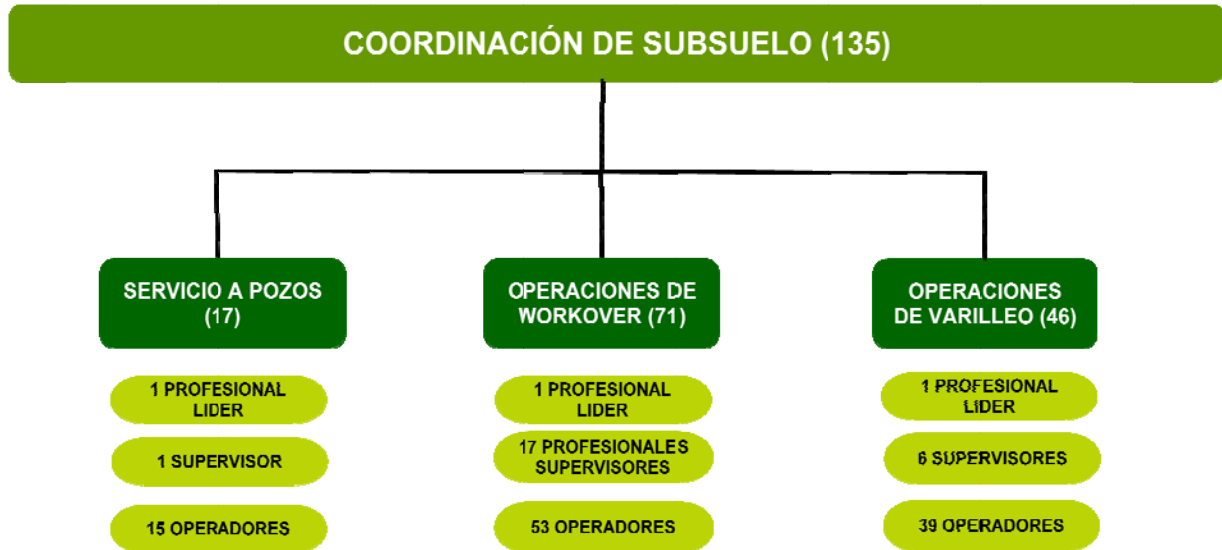 COORDINACIÓN DE SUBSUELO (135)
SERVICIO A POZOS
(17)
1 PROFESIONAL
LIDER
1 SUPERVISOR
15 OPERADORES
OPERACIONES DE
WORKOVER (71)
1 PROFESIONAL
LIDER
17 PROFESIONALES
SUPERVISORES
53 OPERADORES
OPERACIONES
DE VARILLEO (46)
1 PROFESIONAL
LIDER
6 SUPERVISORES
39 OPERADORES